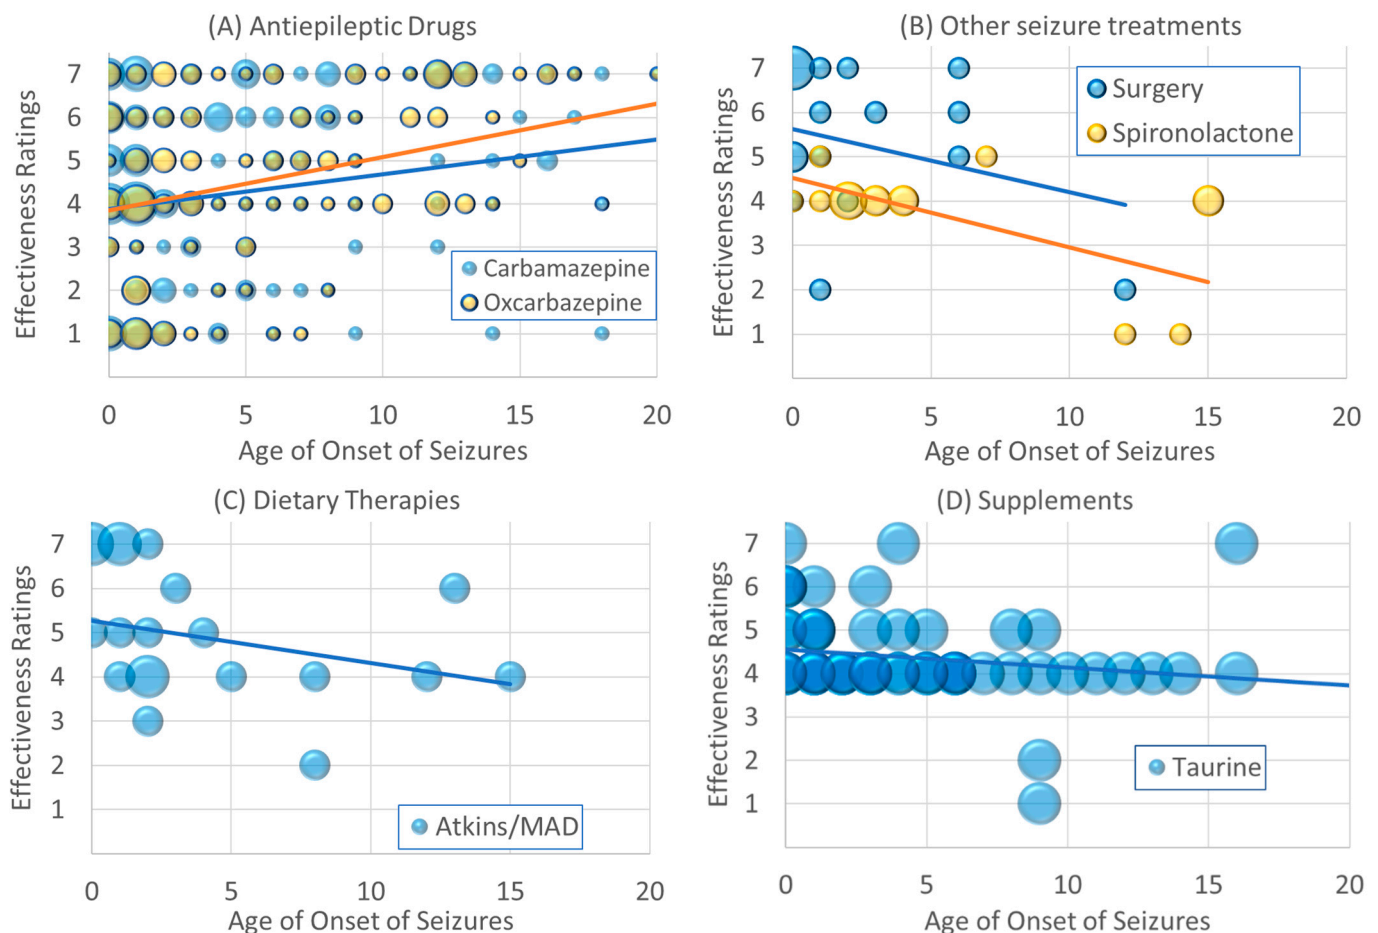 (A) Antiepileptic Drugs
Effectiveness Ratings
7
6
5
4
3
2
1
Carbamazepine
Oxcarbazepine
0 5 10 15 20
Age of Onset of Seizures
(B) Other seizure treatments
Effectiveness Ratings
7
6
5
4
3
2
1
Surgery
Spironolactone
0 5 10 15 20
Age of Onset of Seizures
(C) Dietary Therapies
Effectiveness Ratings
7
6
5
4
3
2
1
Atkins/MAD
0 5 10 15 20
Age of Onset of Seizures
(D) Supplements
Effectiveness Ratings
7
6
5
4
3
2
1
Taurine
0 5 10 15 20
Age of Onset of Seizures